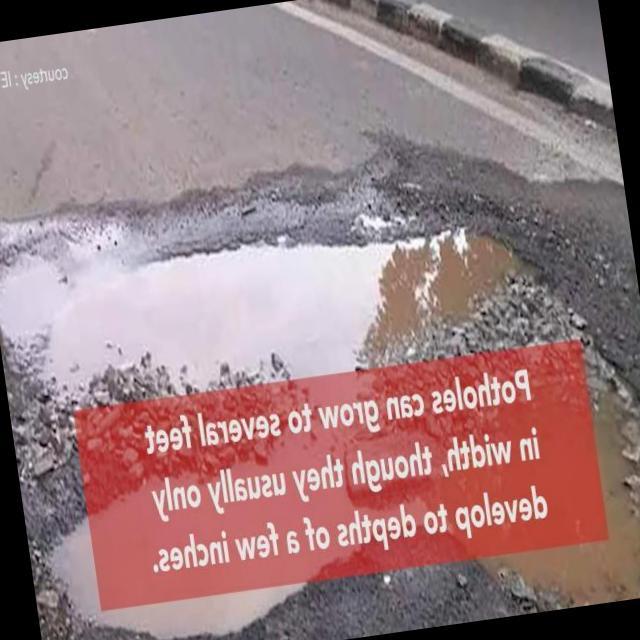 courtesy : IE
Potholes can grow to several feet
in width, though they usually only
develop to depths of a few inches.